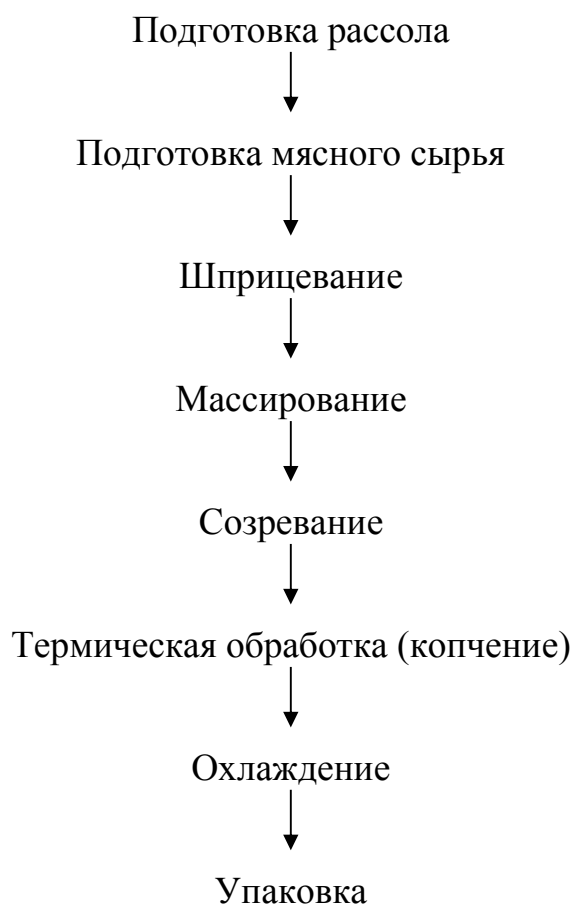 Подготовка рассола
Подготовка мясного сырья
Шприцевание
Массирование
Созревание
Термическая обработка (копчение)
Охлаждение
Упаковка